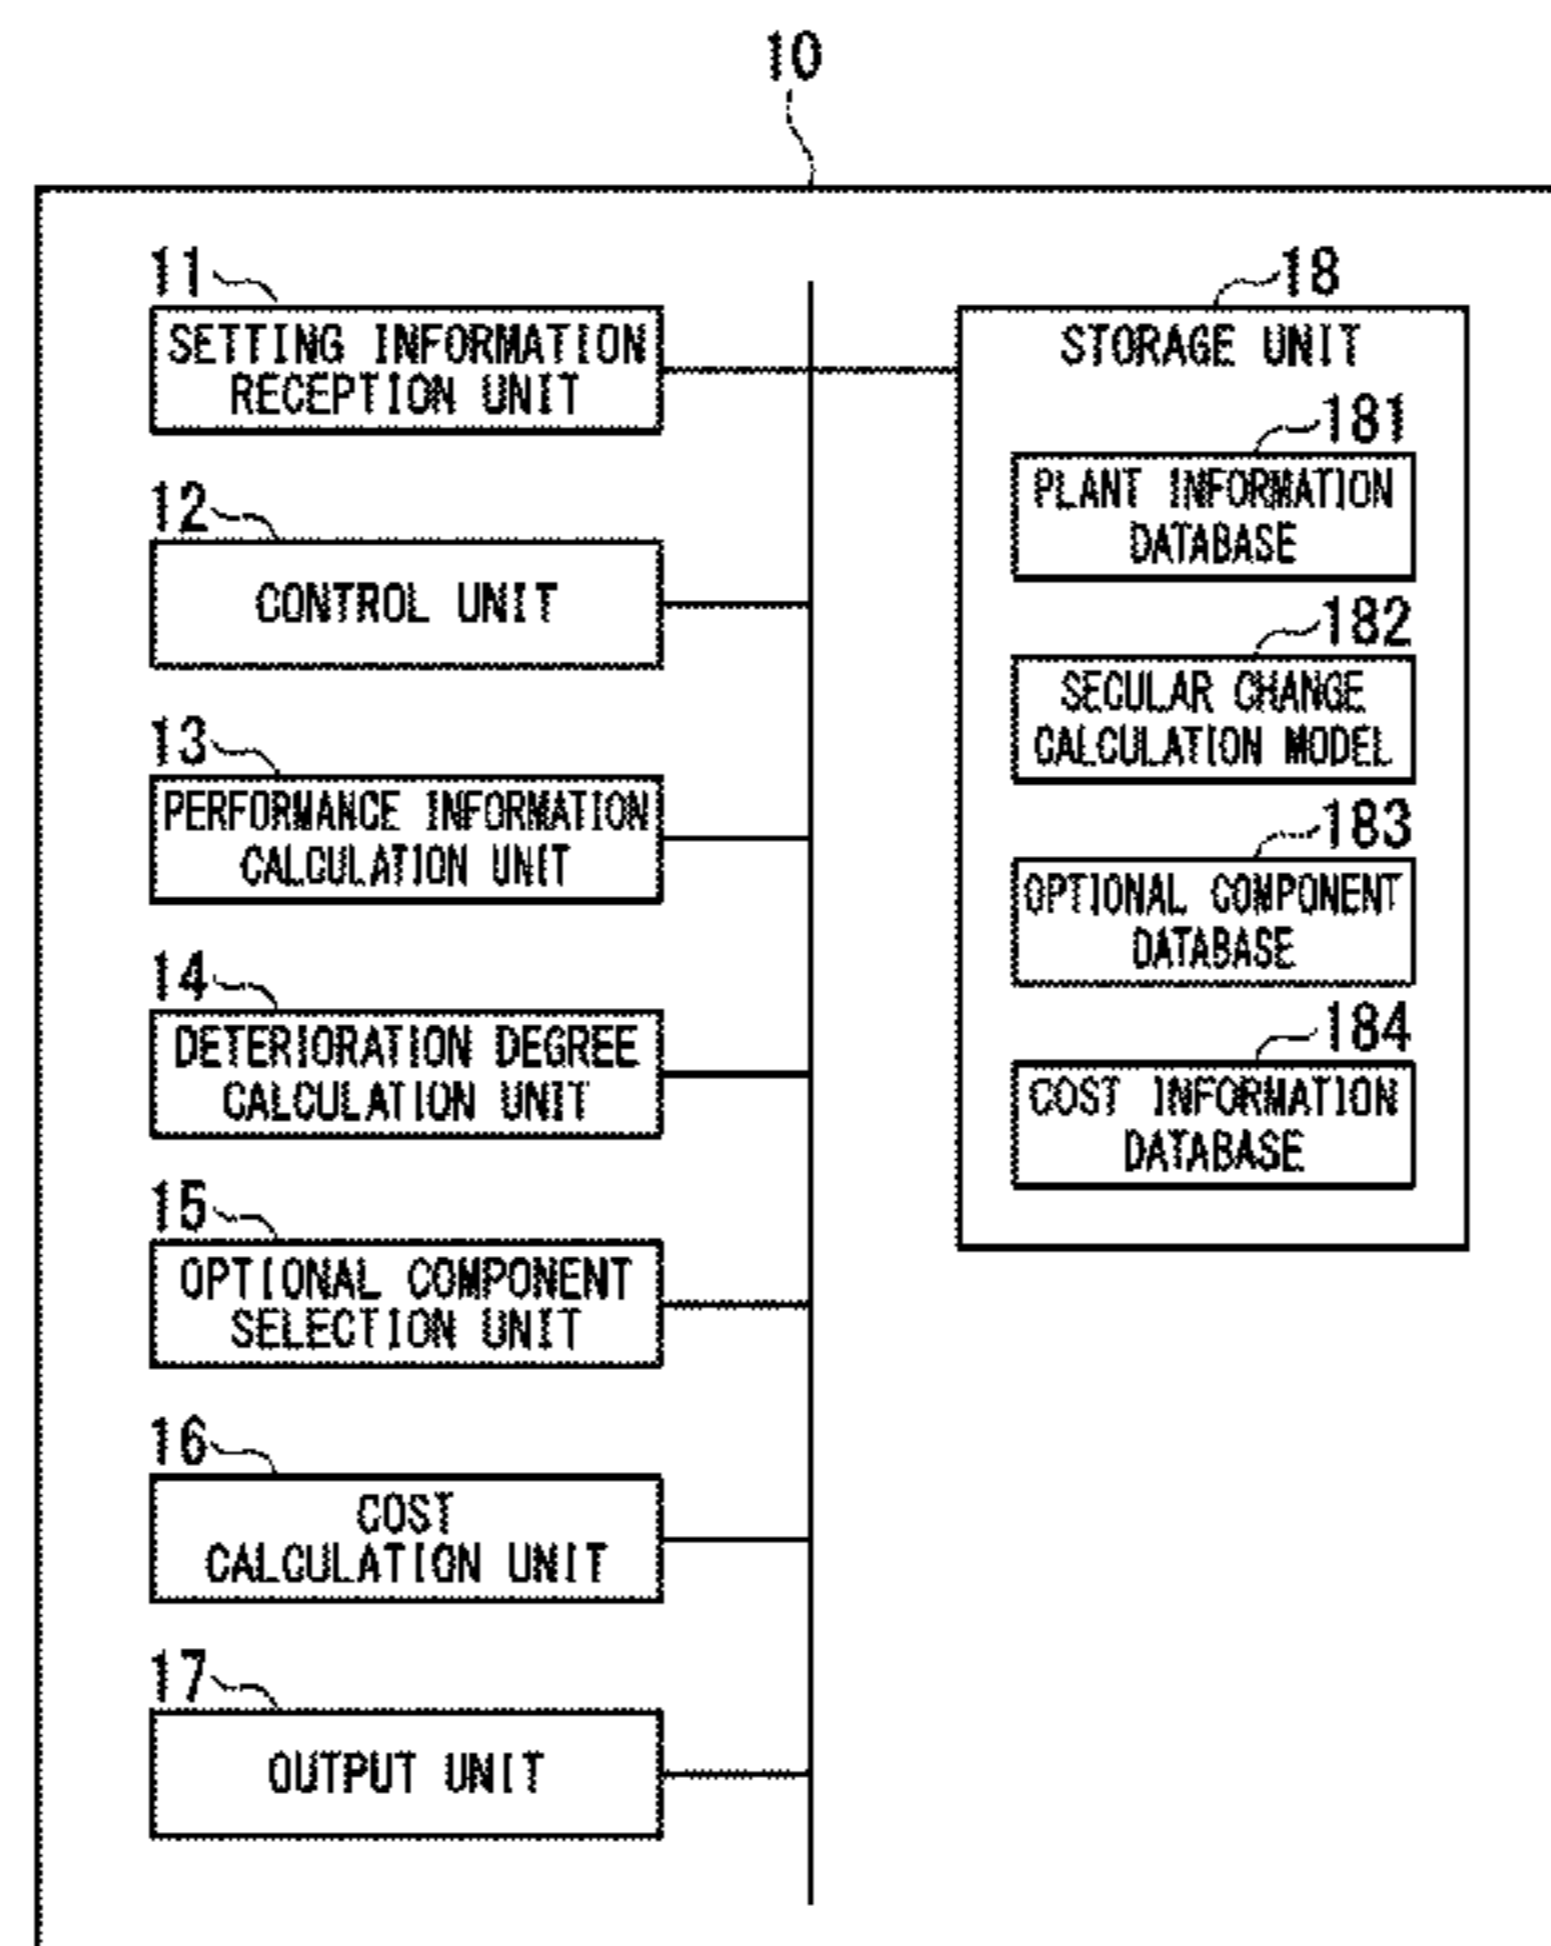 10
11
SETTING INFORMATION
RECEPTION UNIT
12
CONTROL UNIT
13
PERFORMANCE INFORMATION
CALCULATION UNIT
14
DETERIORATION DEGREE
CALCULATION UNIT
15
OPTIONAL COMPONENT
SELECTION UNIT
16
COST
CALCULATION UNIT
17
OUTPUT UNIT
18
STORAGE UNIT
181
PLANT INFORMATION
DATABASE
182
SECULAR CHANGE
CALCULATION MODEL
183
OPTIONAL COMPONENT
DATABASE
184
COST INFORMATION
DATABASE